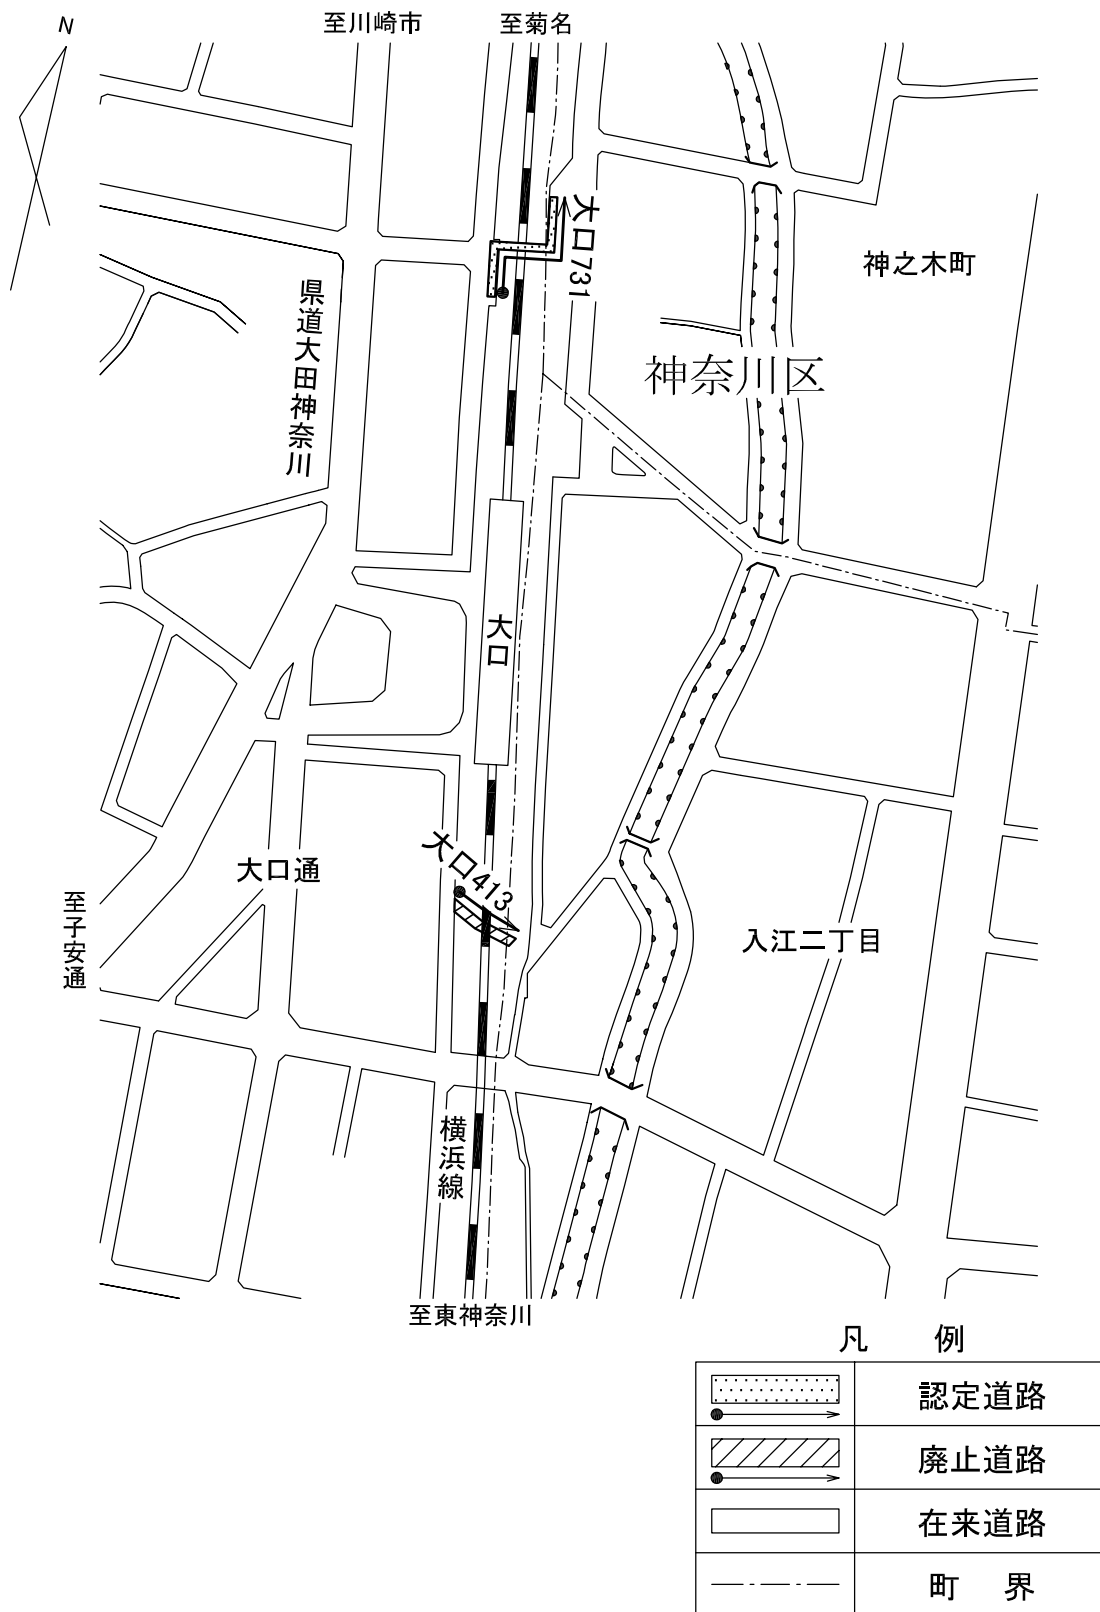 N
至川崎市
至菊名
大口731
神之木町
県道大田神奈川
神奈川区
大口
大口413
大口通
至子安通
入江二丁目
横浜線
至東神奈川
凡　例
認定道路
廃止道路
在来道路
町　界